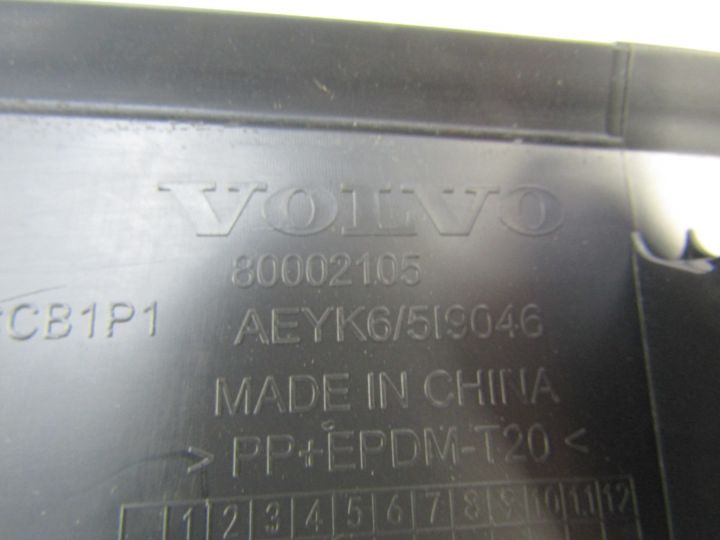 VOLVO
80002105
CB1P1 AEYK6/5I9046
MADE IN CHINA
> PP+EPDM-T20 <
1 2 3 4 5 6 7 8 9 10 11 12